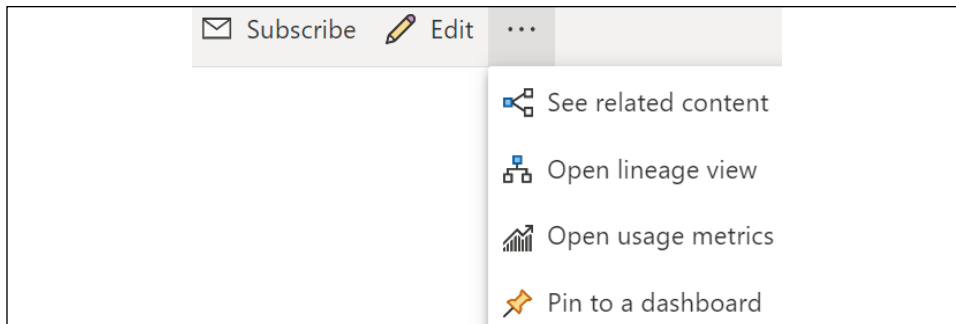 Subscribe Edit ...
See related content
Open lineage view
Open usage metrics
Pin to a dashboard